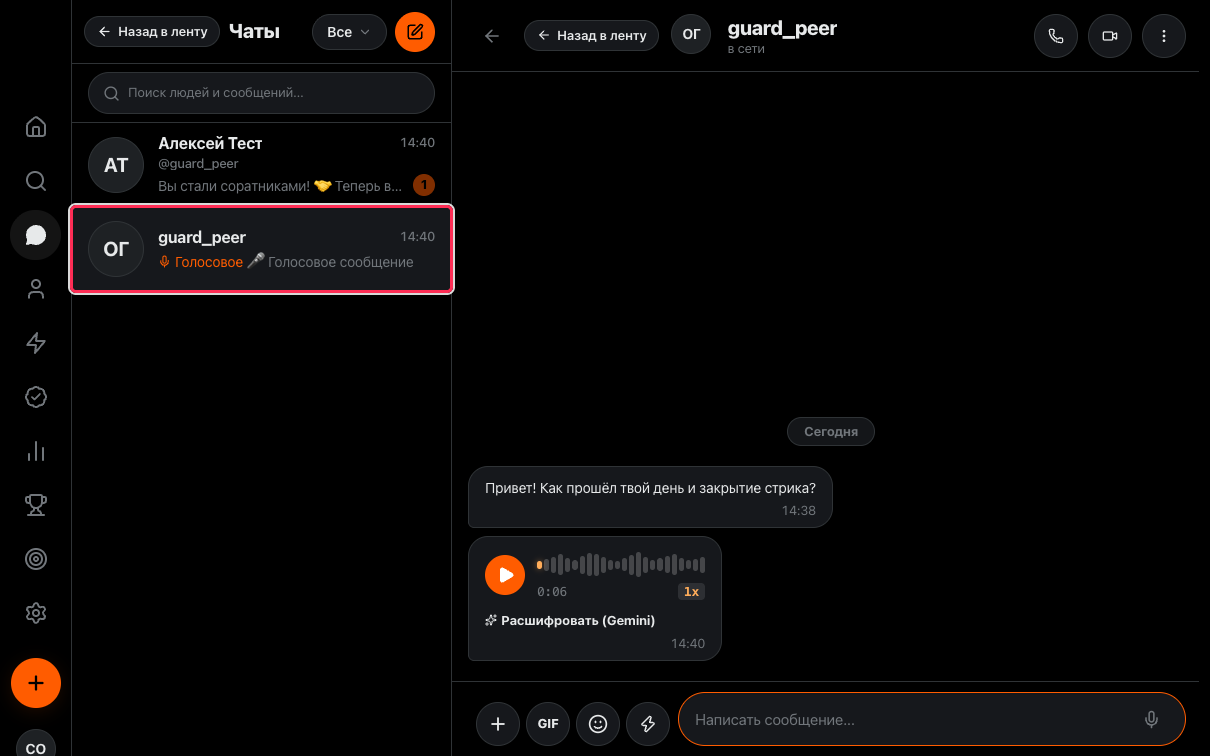 Назад в ленту
Чаты
Все
Поиск людей и сообщений...
АТ
Алексей Тест
14:40
@guard_peer
Вы стали соратниками! 🤝 Теперь в...
1
ОГ
guard_peer
14:40
Голосовое 🎤 Голосовое сообщение
СО
Назад в ленту
ОГ
guard_peer
в сети
Сегодня
Привет! Как прошёл твой день и закрытие стрика?
14:38
0:06
1x
Расшифровать (Gemini)
14:40
GIF
Написать сообщение...